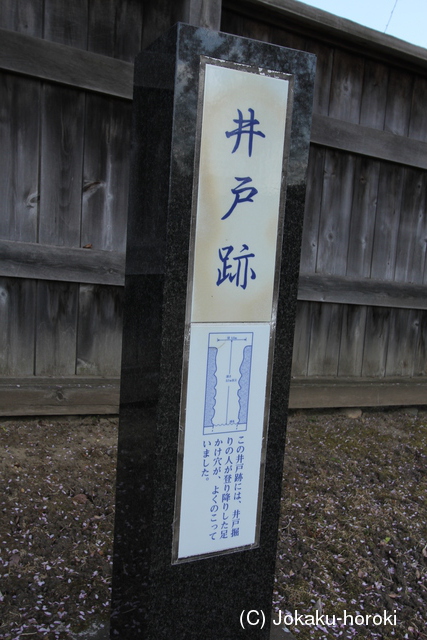 井戸跡
この井戸跡には、井戸掘
りの人が登り降りした足
かけ穴が、よくのこって
いました。
(C) Jokaku-horoki